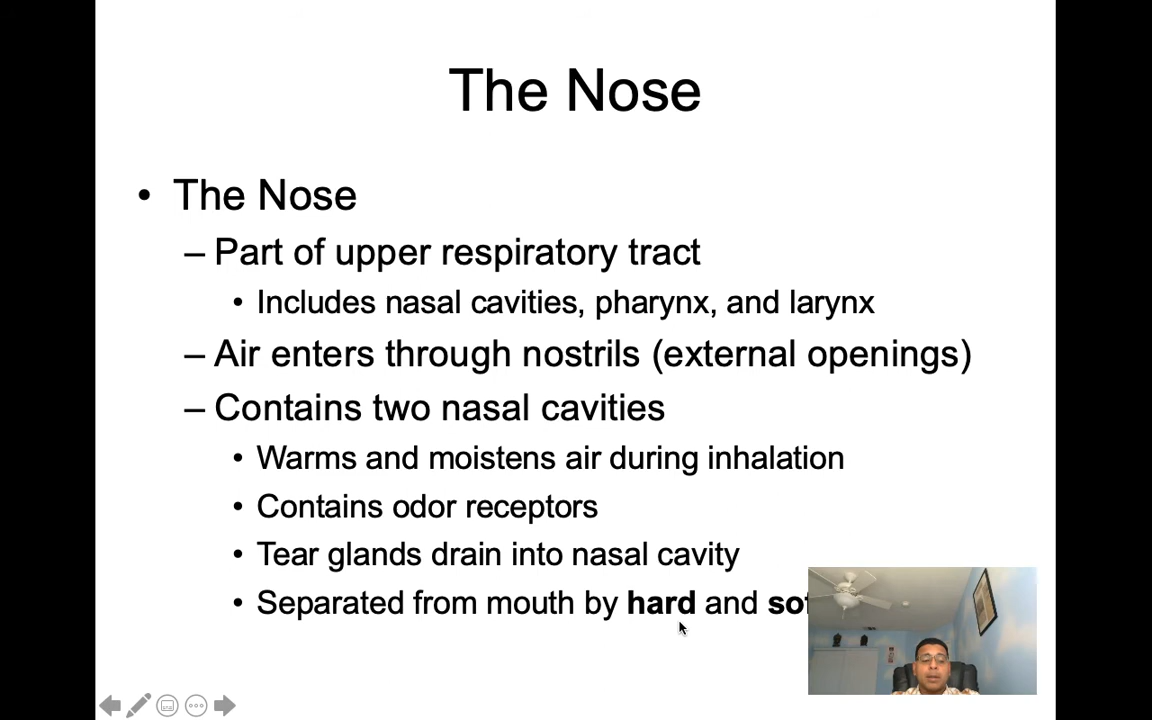 The Nose
• The Nose
– Part of upper respiratory tract
• Includes nasal cavities, pharynx, and larynx
– Air enters through nostrils (external openings)
– Contains two nasal cavities
• Warms and moistens air during inhalation
• Contains odor receptors
• Tear glands drain into nasal cavity
• Separated from mouth by hard and